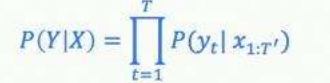 P(Y|X) = ∏_{t=1}^{T} P(y_t | x_{1:T'})